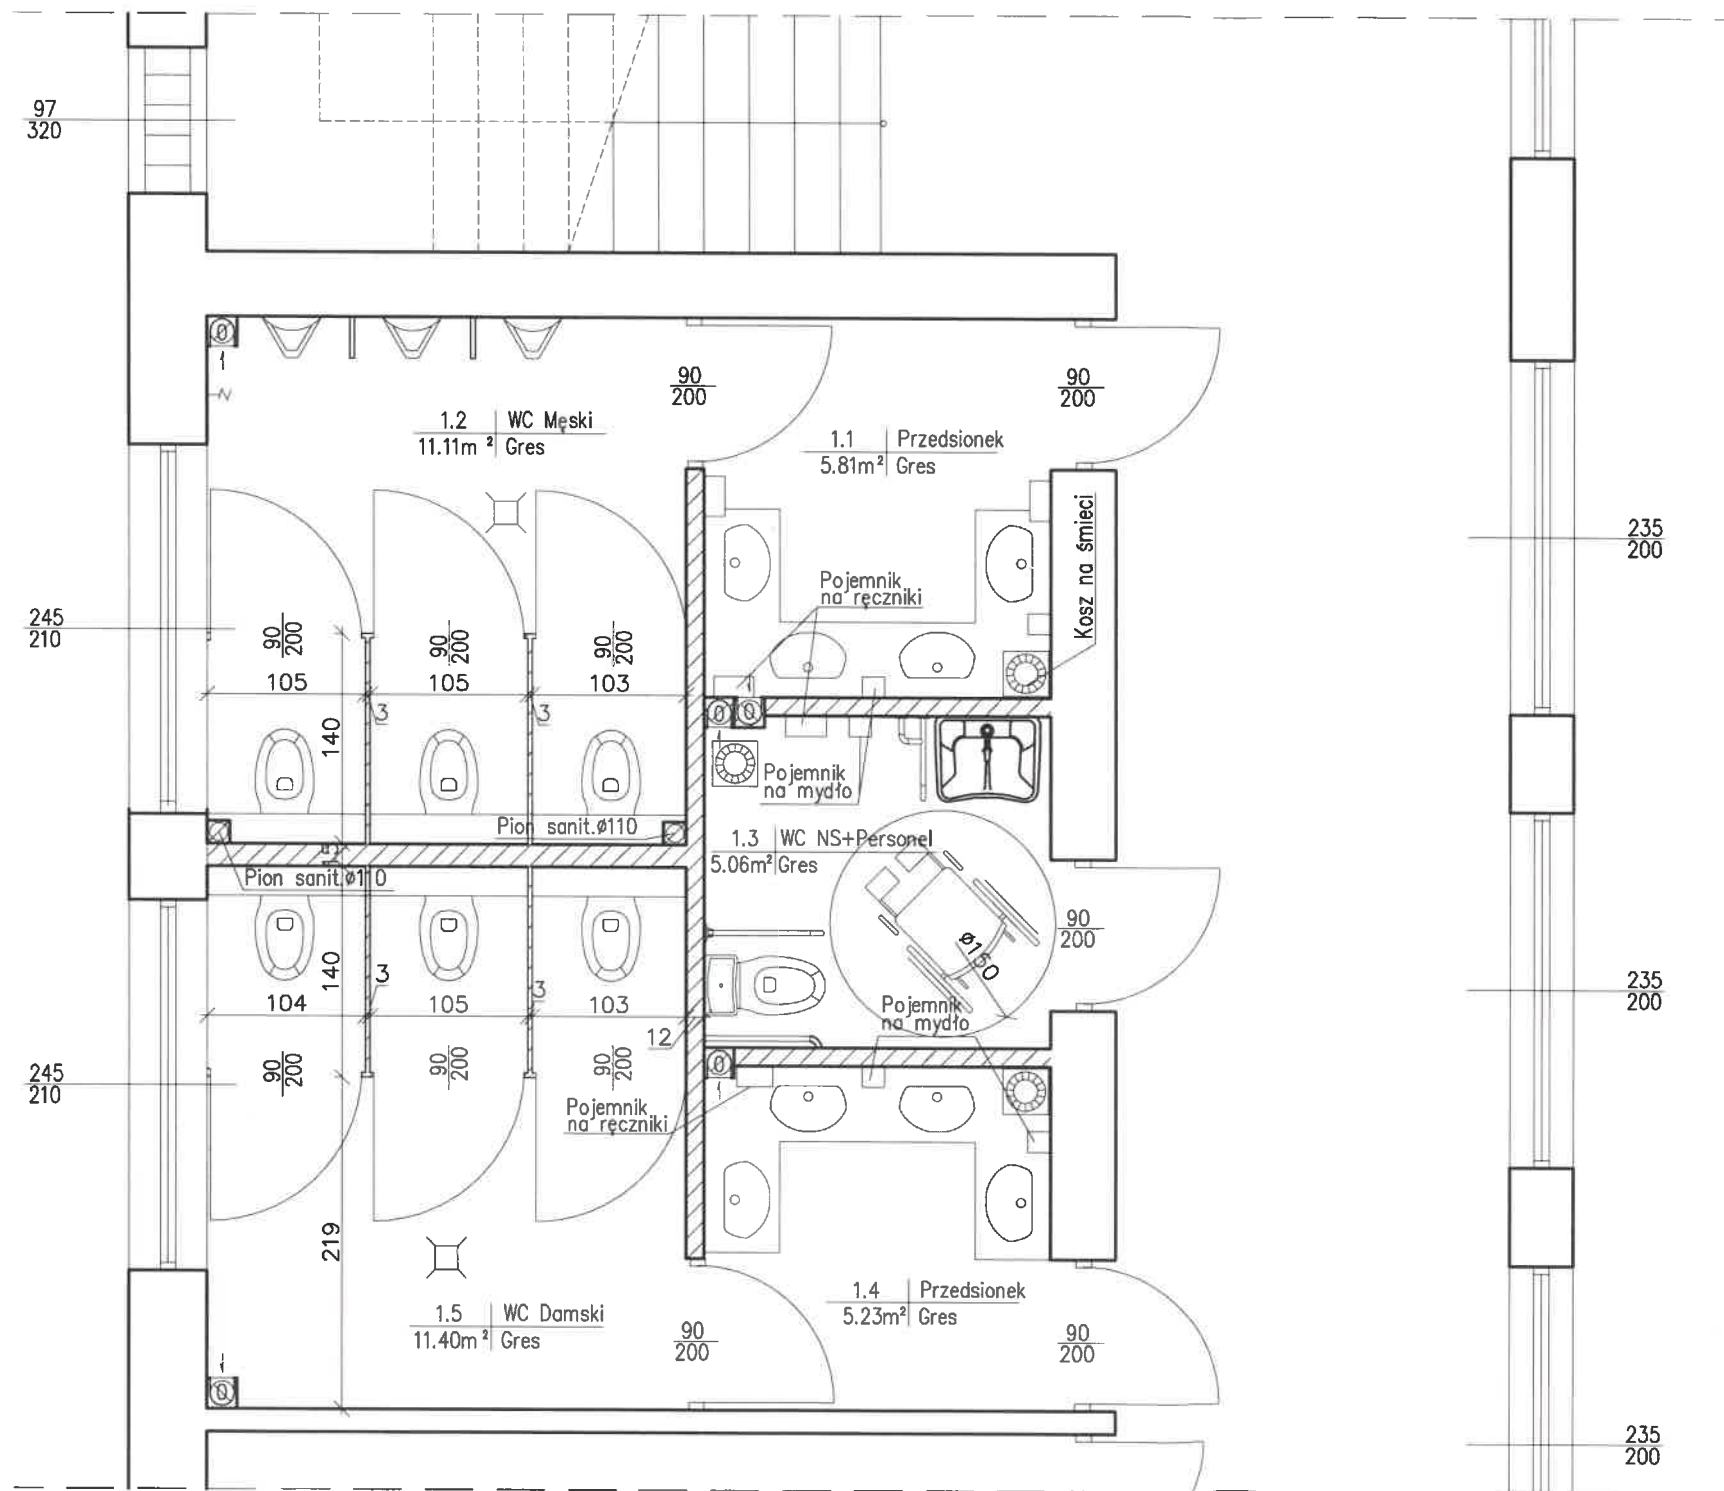 97
320
90
200
90
200
1.2 WC Męski
11.11m² Gres
1.1 Przedsionek
5.81m² Gres
Kosz na śmieci
235
200
Pojemnik
na ręczniki
245
210
90
200
90
200
90
200
105
105
103
3
3
140
Pojemnik
na mydło
Pion sanit.ø110
1.3 WC NS+Personel
5.06m² Gres
Pion sanit.ø110
90
200
ø150
140
3
3
104
105
103
12
235
200
Pojemnik
na mydło
245
210
90
200
90
200
90
200
Pojemnik
na ręczniki
219
1.4 Przedsionek
5.23m² Gres
1.5 WC Damski
11.40m² Gres
90
200
90
200
235
200